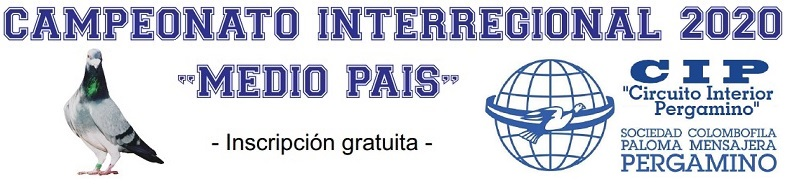 CAMPEONATO INTERREGIONAL 2020
"MEDIO PAIS"
- Inscripción gratuita -
CIP
"Circuito Interior
Pergamino"
SOCIEDAD COLOMBOFILA
PALOMA MENSAJERA
PERGAMINO